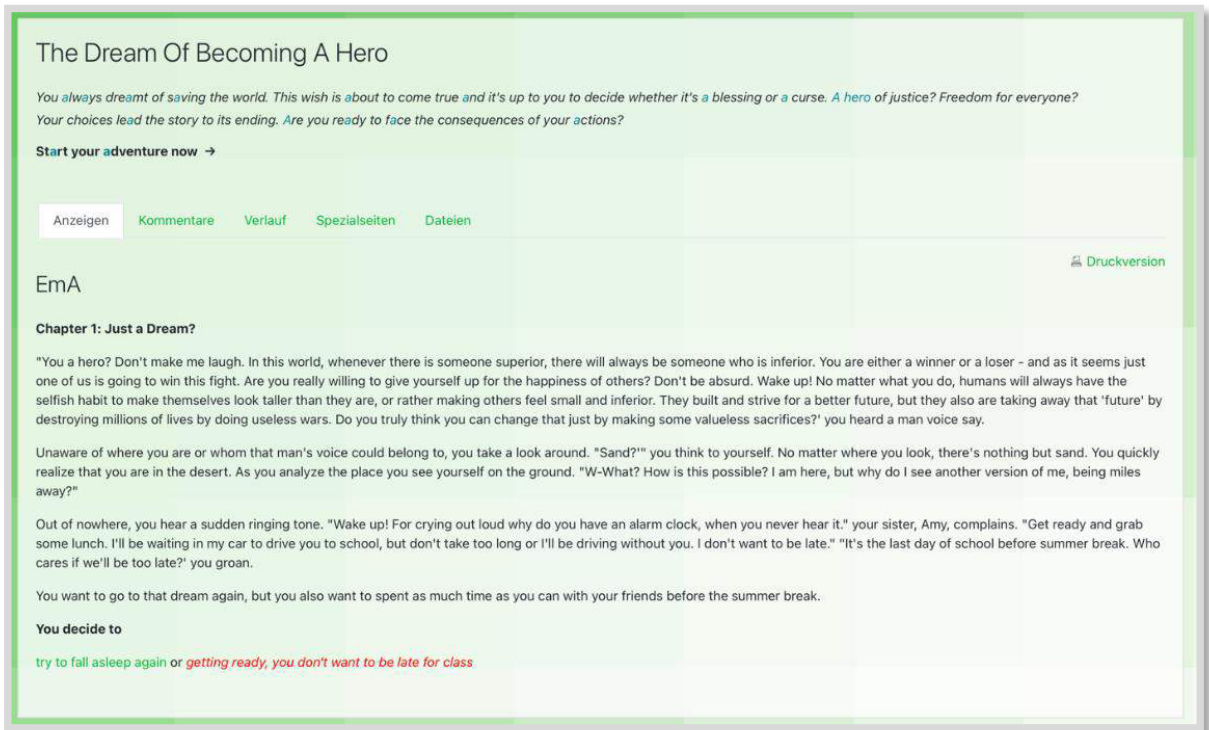 The Dream Of Becoming A Hero
You always dreamt of saving the world. This wish is about to come true and it's up to you to decide whether it's a blessing or a curse. A hero of justice? Freedom for everyone?
Your choices lead the story to its ending. Are you ready to face the consequences of your actions?
Start your adventure now →
Anzeigen Kommentare Verlauf Spezialseiten Dateien
Druckversion
EmA
Chapter 1: Just a Dream?
"You a hero? Don't make me laugh. In this world, whenever there is someone superior, there will always be someone who is inferior. You are either a winner or a loser - and as it seems just
one of us is going to win this fight. Are you really willing to give yourself up for the happiness of others? Don't be absurd. Wake up! No matter what you do, humans will always have the
selfish habit to make themselves look taller than they are, or rather making others feel small and inferior. They built and strive for a better future, but they also are taking away that 'future' by
destroying millions of lives by doing useless wars. Do you truly think you can change that just by making some valueless sacrifices?' you heard a man voice say.
Unaware of where you are or whom that man's voice could belong to, you take a look around. "Sand?'" you think to yourself. No matter where you look, there's nothing but sand. You quickly
realize that you are in the desert. As you analyze the place you see yourself on the ground. "W-What? How is this possible? I am here, but why do I see another version of me, being miles
away?"
Out of nowhere, you hear a sudden ringing tone. "Wake up! For crying out loud why do you have an alarm clock, when you never hear it." your sister, Amy, complains. "Get ready and grab
some lunch. I'll be waiting in my car to drive you to school, but don't take too long or I'll be driving without you. I don't want to be late." "It's the last day of school before summer break. Who
cares if we'll be too late?' you groan.
You want to go to that dream again, but you also want to spent as much time as you can with your friends before the summer break.
You decide to
try to fall asleep again or getting ready, you don't want to be late for class